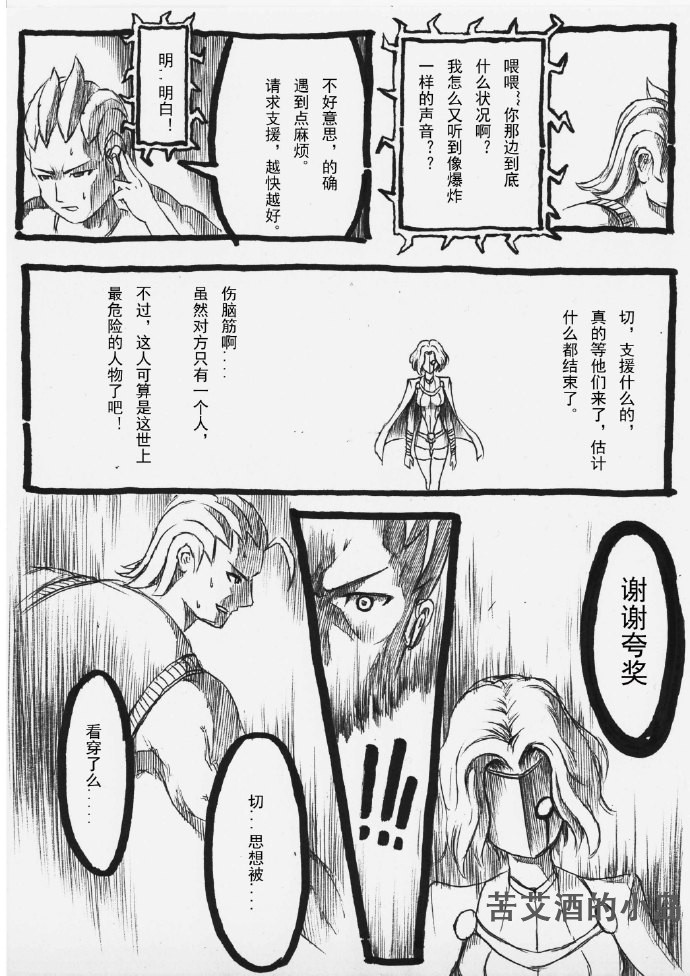 喂喂~你那边到底
什么状况啊?
我怎么又听到像爆炸
一样的声音??
不好意思，的确
遇到点麻烦。
请求支援，越快越好。
明..明白!
切，支援什么的，
真的等他们来了，估计
什么都结束了。
伤脑筋啊....
虽然对方只有一个人，
不过，这人可算是这世上
最危险的人物了吧!
谢谢夸奖
!!!
切...思想被....
看穿了么....
苦艾酒的小